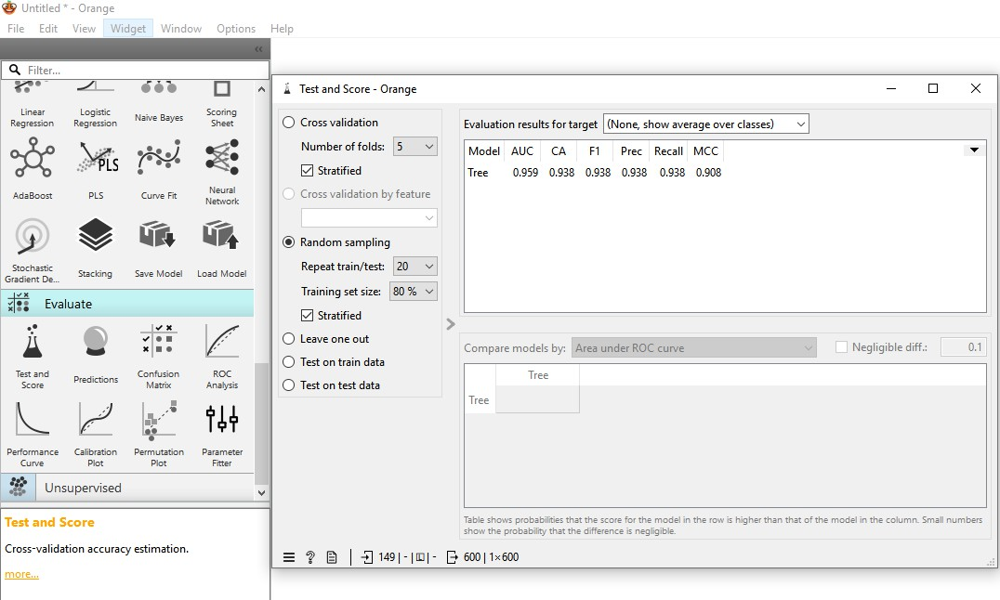 Untitled * - Orange
File Edit View Widget Window Options Help
«
Filter...
Linear Regression
Logistic Regression
Naive Bayes
Scoring Sheet
PLS
AdaBoost
PLS
Curve Fit
Neural Network
Stochastic Gradient De...
Stacking
Save Model
Load Model
Evaluate
Test and Score
Predictions
Confusion Matrix
ROC Analysis
Performance Curve
Calibration Plot
Permutation Plot
Parameter Fitter
Unsupervised
Test and Score
Cross-validation accuracy estimation.
more...
Test and Score - Orange
Cross validation
Number of folds: 5
Stratified
Cross validation by feature
Random sampling
Repeat train/test: 20
Training set size: 80 %
Stratified
Leave one out
Test on train data
Test on test data
Evaluation results for target (None, show average over classes)
Model AUC CA F1 Prec Recall MCC
Tree 0.959 0.938 0.938 0.938 0.938 0.908
Compare models by: Area under ROC curve Negligible diff.: 0.1
Tree
Tree
Table shows probabilities that the score for the model in the row is higher than that of the model in the column. Small numbers
show the probability that the difference is negligible.
? | 149 | - | - 600 | 1×600